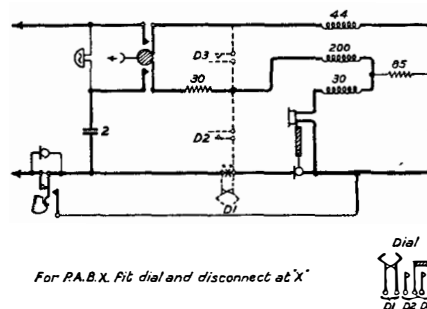 44
D3
200
85
30
30
2
D2
"X"
D1
For P.A.B.X. Fit dial and disconnect at "X"
Dial
D1 D2 D